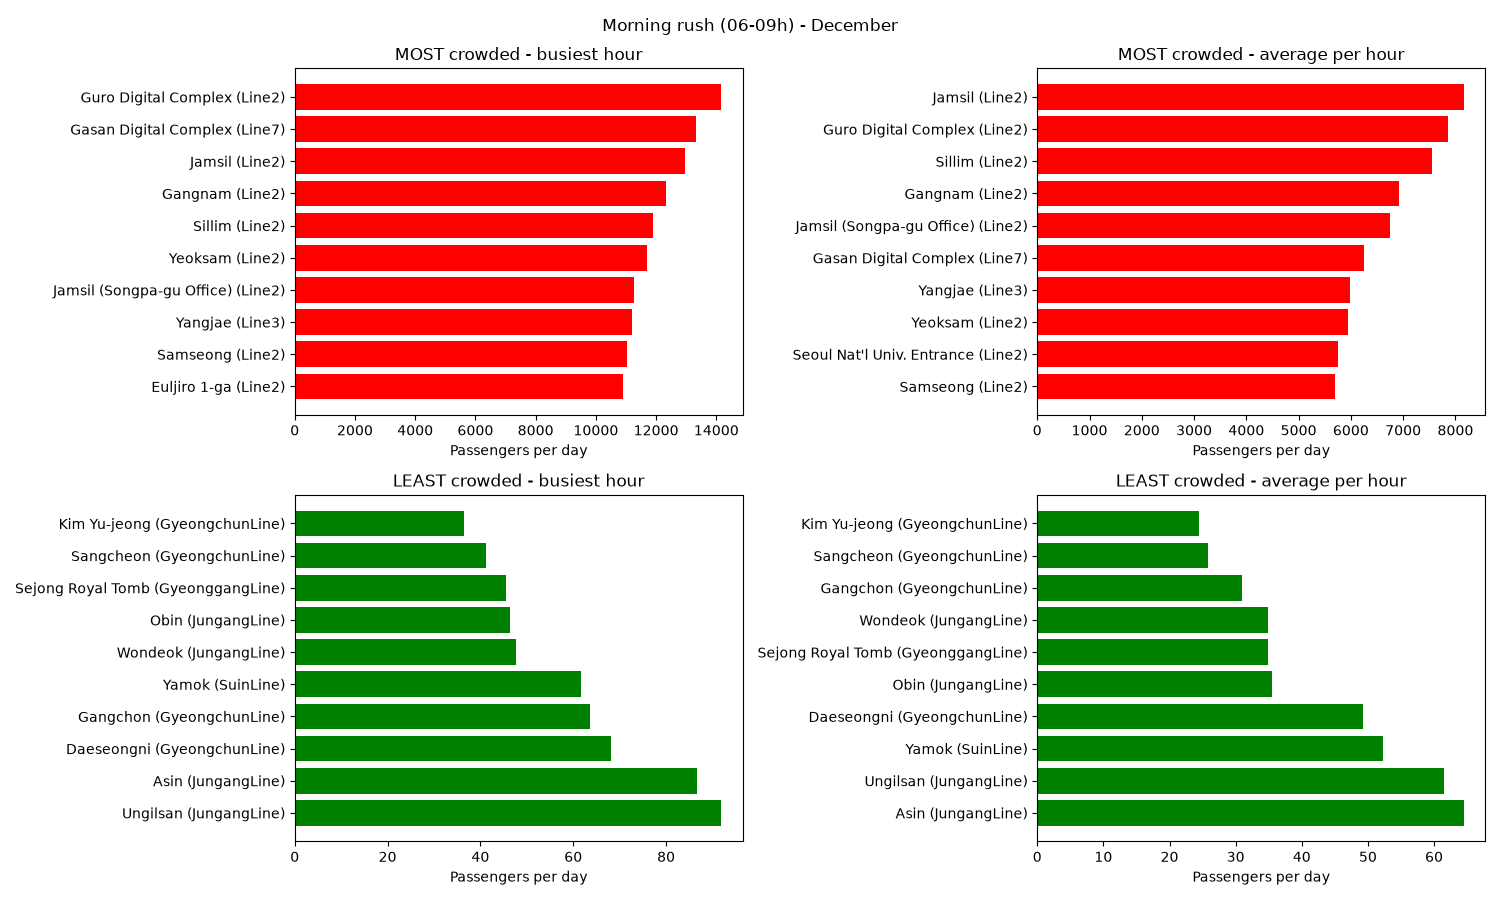 Morning rush (06-09h) - December
MOST crowded - busiest hour
Guro Digital Complex (Line2)
Gasan Digital Complex (Line7)
Jamsil (Line2)
Gangnam (Line2)
Sillim (Line2)
Yeoksam (Line2)
Jamsil (Songpa-gu Office) (Line2)
Yangjae (Line3)
Samseong (Line2)
Euljiro 1-ga (Line2)
0 2000 4000 6000 8000 10000 12000 14000
Passengers per day
MOST crowded - average per hour
Jamsil (Line2)
Guro Digital Complex (Line2)
Sillim (Line2)
Gangnam (Line2)
Jamsil (Songpa-gu Office) (Line2)
Gasan Digital Complex (Line7)
Yangjae (Line3)
Yeoksam (Line2)
Seoul Nat'l Univ. Entrance (Line2)
Samseong (Line2)
0 1000 2000 3000 4000 5000 6000 7000 8000
Passengers per day
LEAST crowded - busiest hour
Kim Yu-jeong (GyeongchunLine)
Sangcheon (GyeongchunLine)
Sejong Royal Tomb (GyeonggangLine)
Obin (JungangLine)
Wondeok (JungangLine)
Yamok (SuinLine)
Gangchon (GyeongchunLine)
Daeseongni (GyeongchunLine)
Asin (JungangLine)
Ungilsan (JungangLine)
0 20 40 60 80
Passengers per day
LEAST crowded - average per hour
Kim Yu-jeong (GyeongchunLine)
Sangcheon (GyeongchunLine)
Gangchon (GyeongchunLine)
Wondeok (JungangLine)
Sejong Royal Tomb (GyeonggangLine)
Obin (JungangLine)
Daeseongni (GyeongchunLine)
Yamok (SuinLine)
Ungilsan (JungangLine)
Asin (JungangLine)
0 10 20 30 40 50 60
Passengers per day